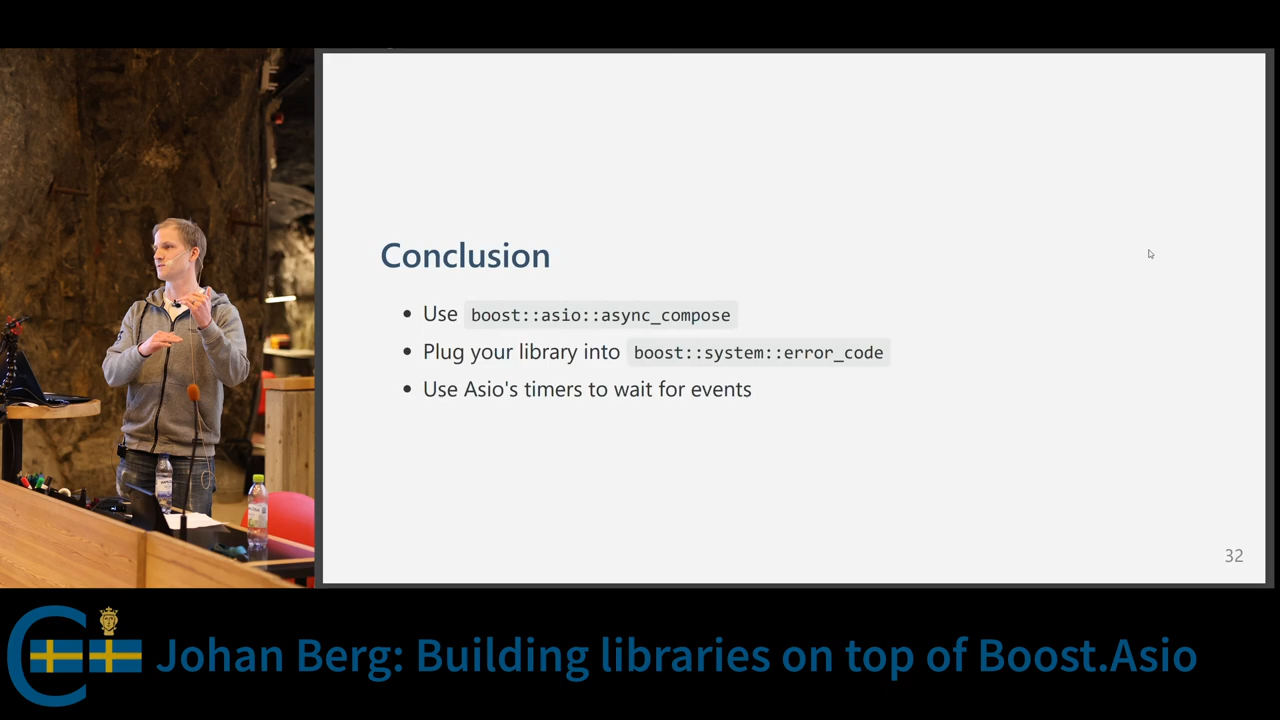 Conclusion
Use boost::asio::async_compose
Plug your library into boost::system::error_code
Use Asio's timers to wait for events
32
Johan Berg: Building libraries on top of Boost.Asio